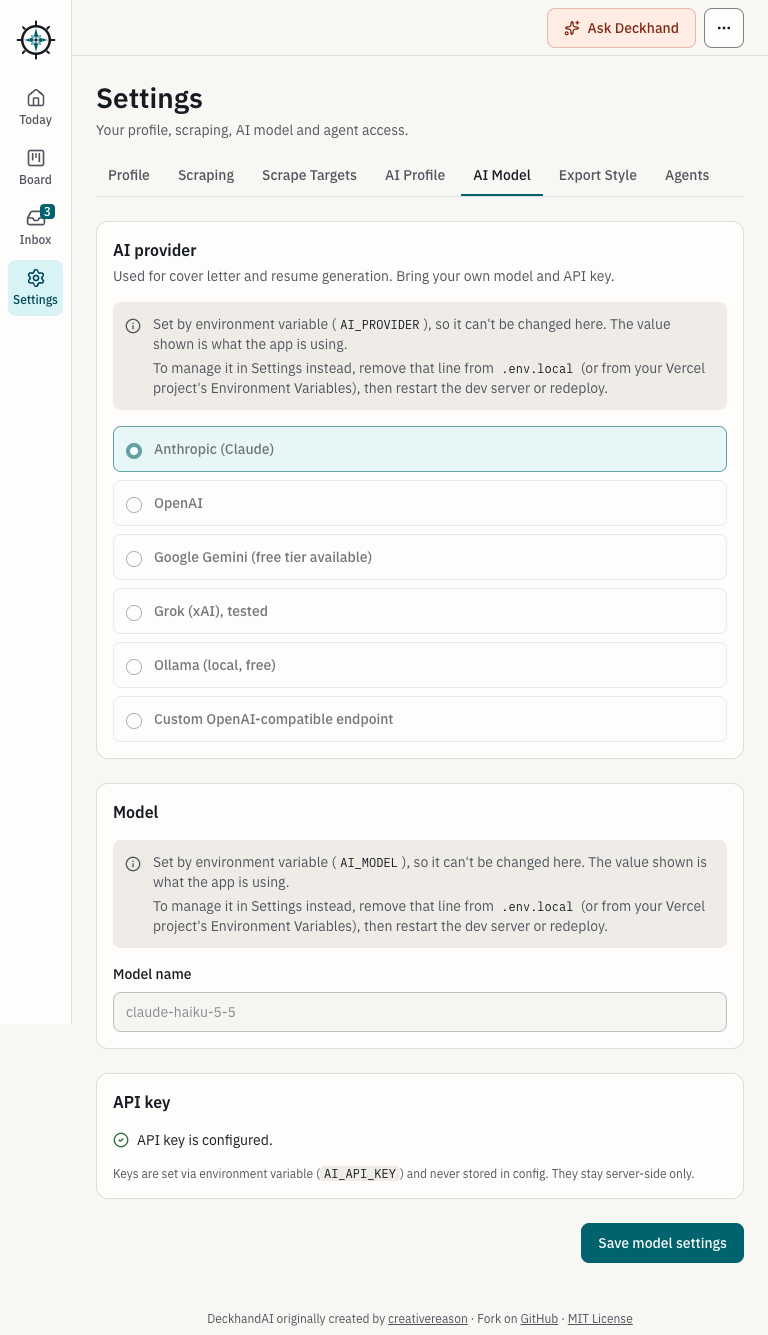 Ask Deckhand
Today
Board
3
Inbox
Settings
Settings
Your profile, scraping, AI model and agent access.
Profile
Scraping
Scrape Targets
AI Profile
AI Model
Export Style
Agents
AI provider
Used for cover letter and resume generation. Bring your own model and API key.
Set by environment variable ( AI_PROVIDER ), so it can't be changed here. The value
shown is what the app is using.
To manage it in Settings instead, remove that line from .env.local (or from your Vercel
project's Environment Variables), then restart the dev server or redeploy.
Anthropic (Claude)
OpenAI
Google Gemini (free tier available)
Grok (xAI), tested
Ollama (local, free)
Custom OpenAI-compatible endpoint
Model
Set by environment variable ( AI_MODEL ), so it can't be changed here. The value shown is
what the app is using.
To manage it in Settings instead, remove that line from .env.local (or from your Vercel
project's Environment Variables), then restart the dev server or redeploy.
Model name
claude-haiku-5-5
API key
API key is configured.
Keys are set via environment variable ( AI_API_KEY ) and never stored in config. They stay server-side only.
Save model settings
DeckhandAI originally created by creativereason · Fork on GitHub · MIT License